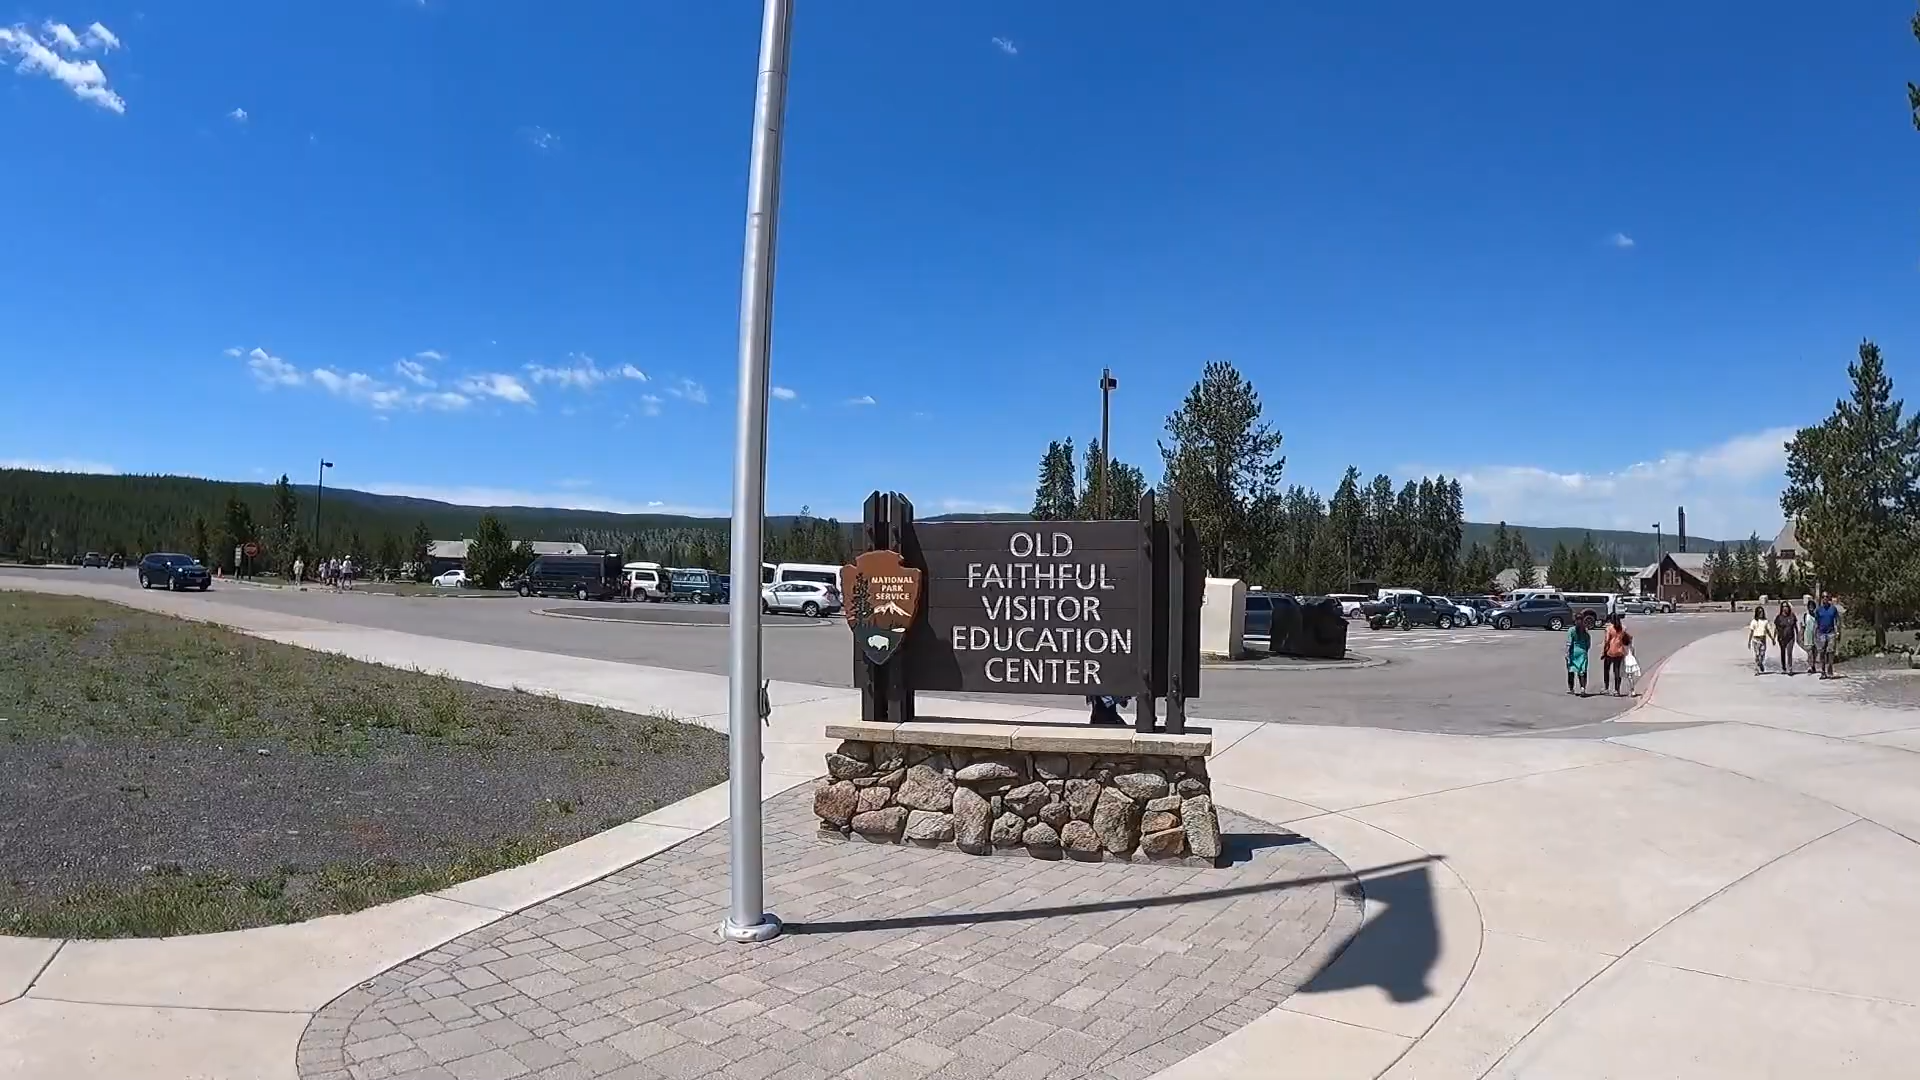 NATIONAL
PARK
SERVICE
OLD
FAITHFUL
VISITOR
EDUCATION
CENTER